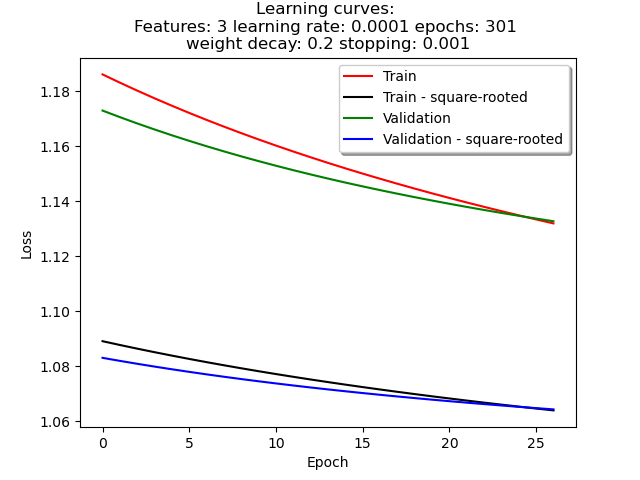 Learning curves:
Features: 3 learning rate: 0.0001 epochs: 301
weight decay: 0.2 stopping: 0.001
Train
Train - square-rooted
Validation
Validation - square-rooted
Loss
1.18
1.16
1.14
1.12
1.10
1.08
1.06
0 5 10 15 20 25
Epoch